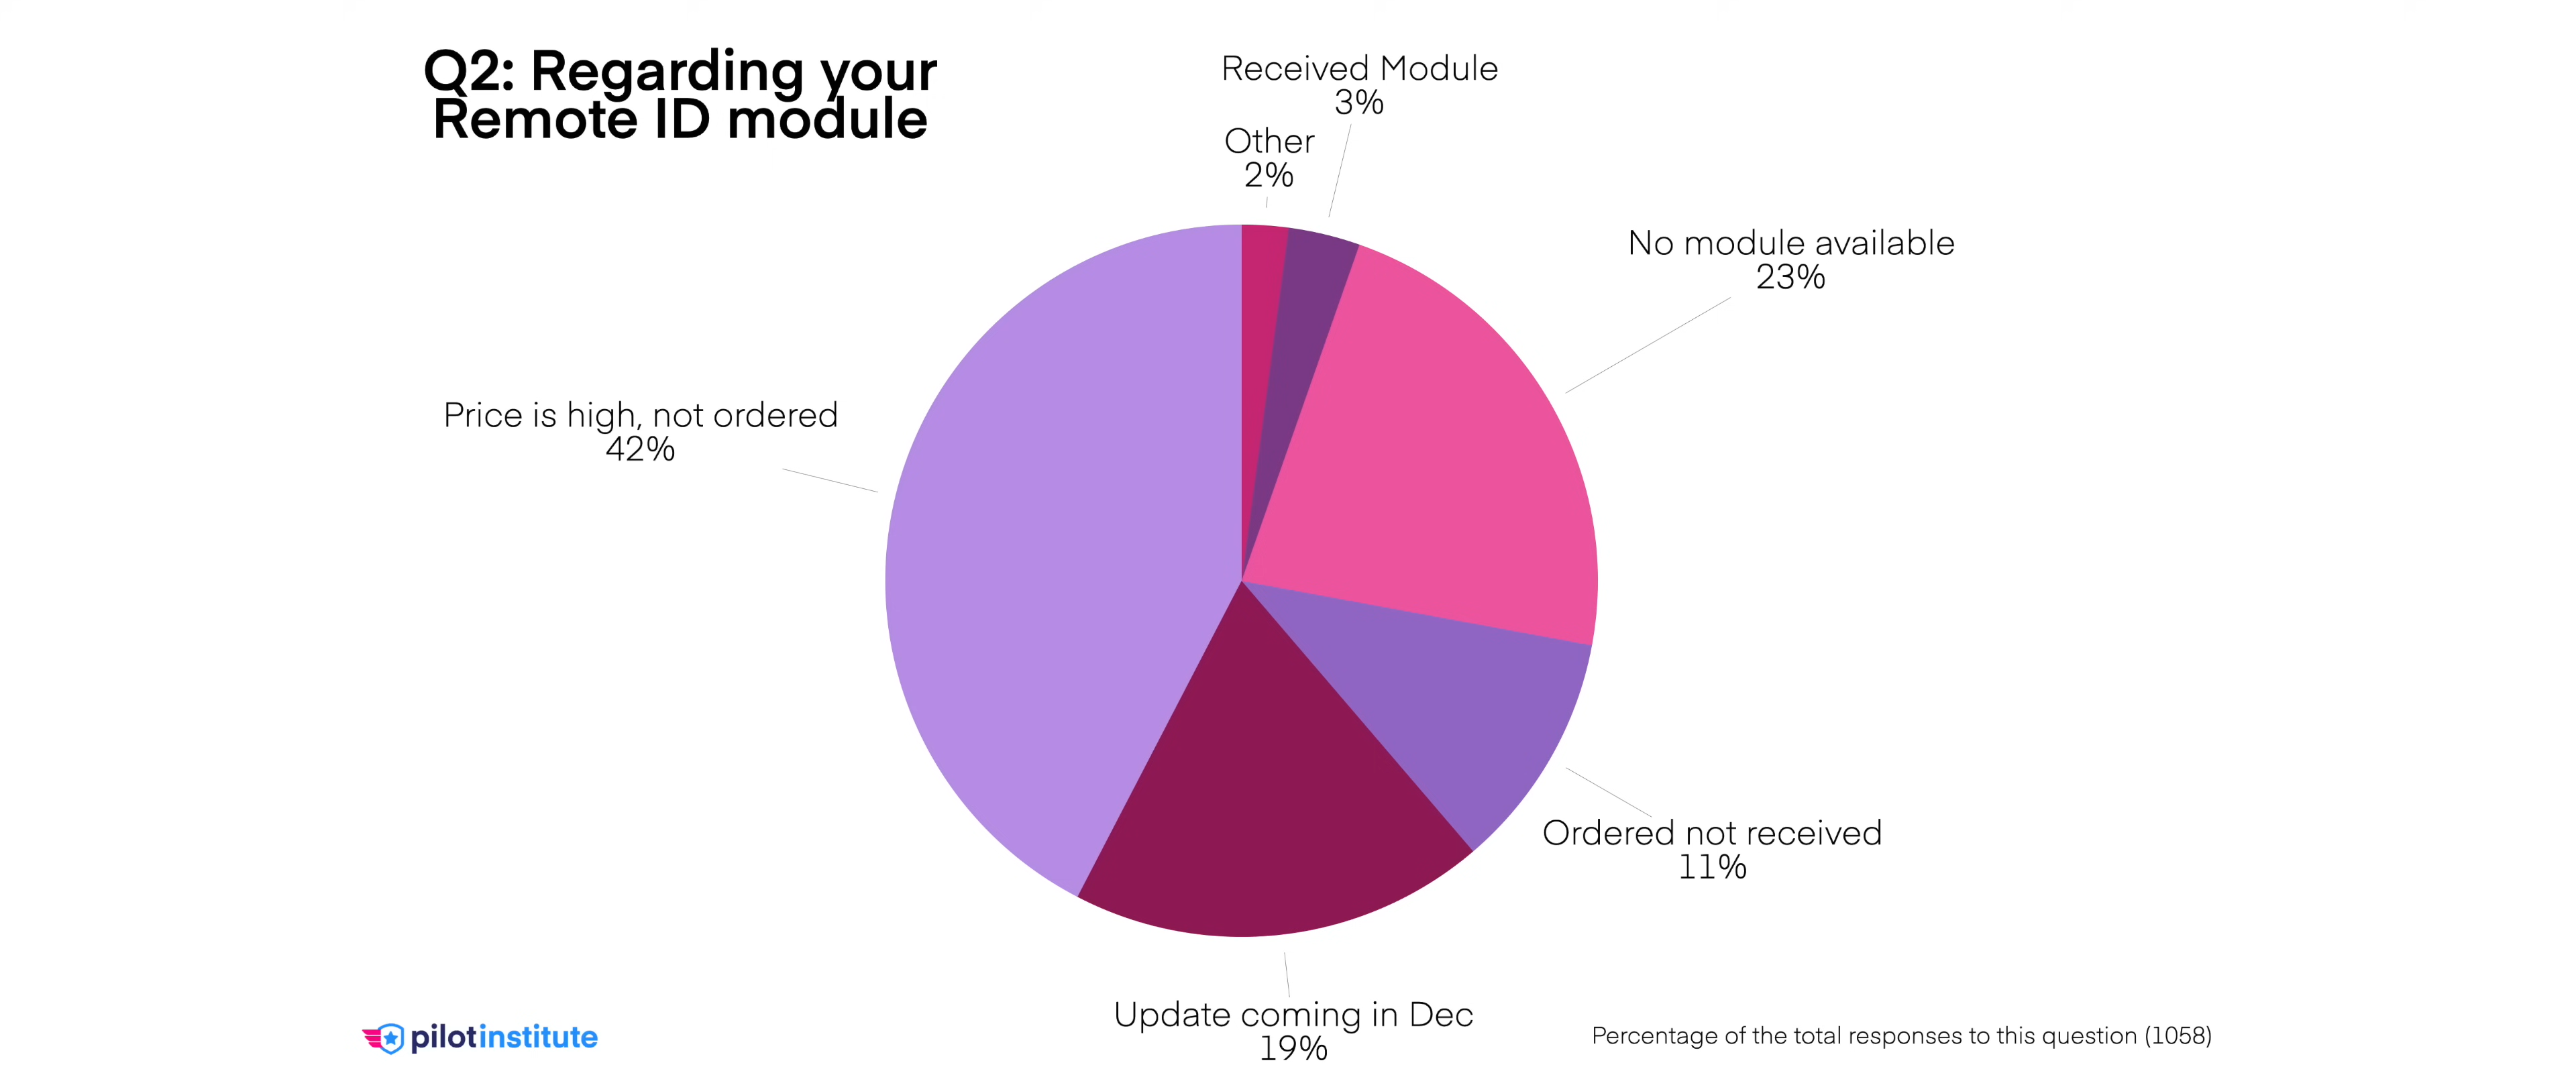 Q2: Regarding your
Remote ID module
Received Module
3%
Other
2%
No module available
23%
Price is high, not ordered
42%
Ordered not received
11%
Update coming in Dec
19%
pilotinstitute
Percentage of the total responses to this question (1058)